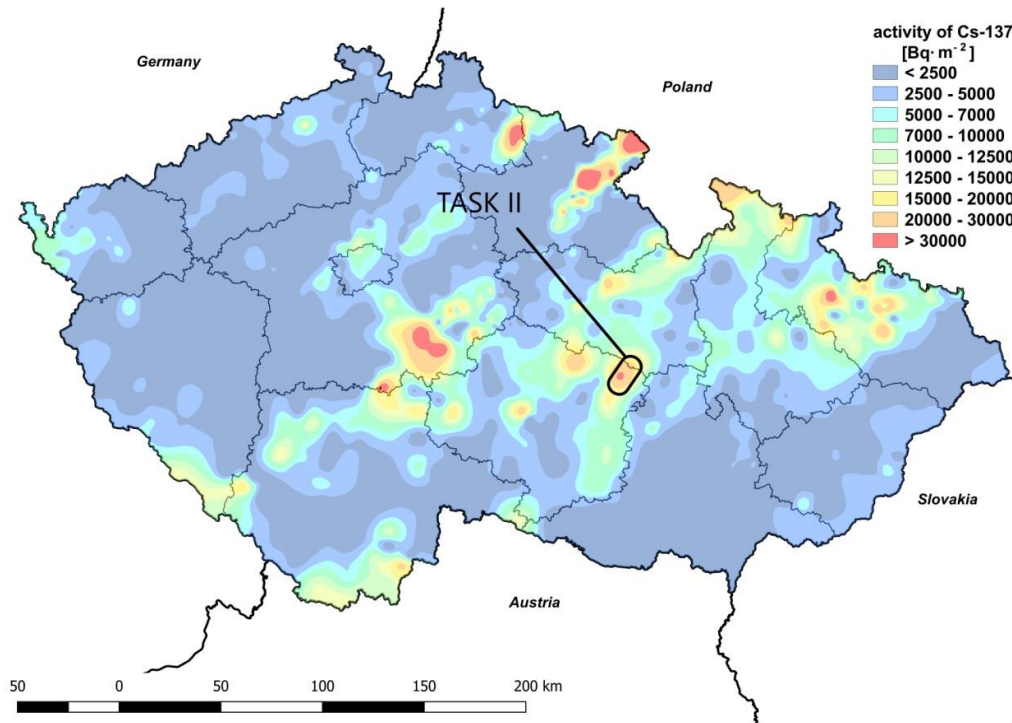 activity of Cs-137
[Bq· m⁻²]
< 2500
2500 - 5000
5000 - 7000
7000 - 10000
10000 - 12500
12500 - 15000
15000 - 20000
20000 - 30000
> 30000
Germany
Poland
TASK II
Slovakia
Austria
50 0 50 100 150 200 km